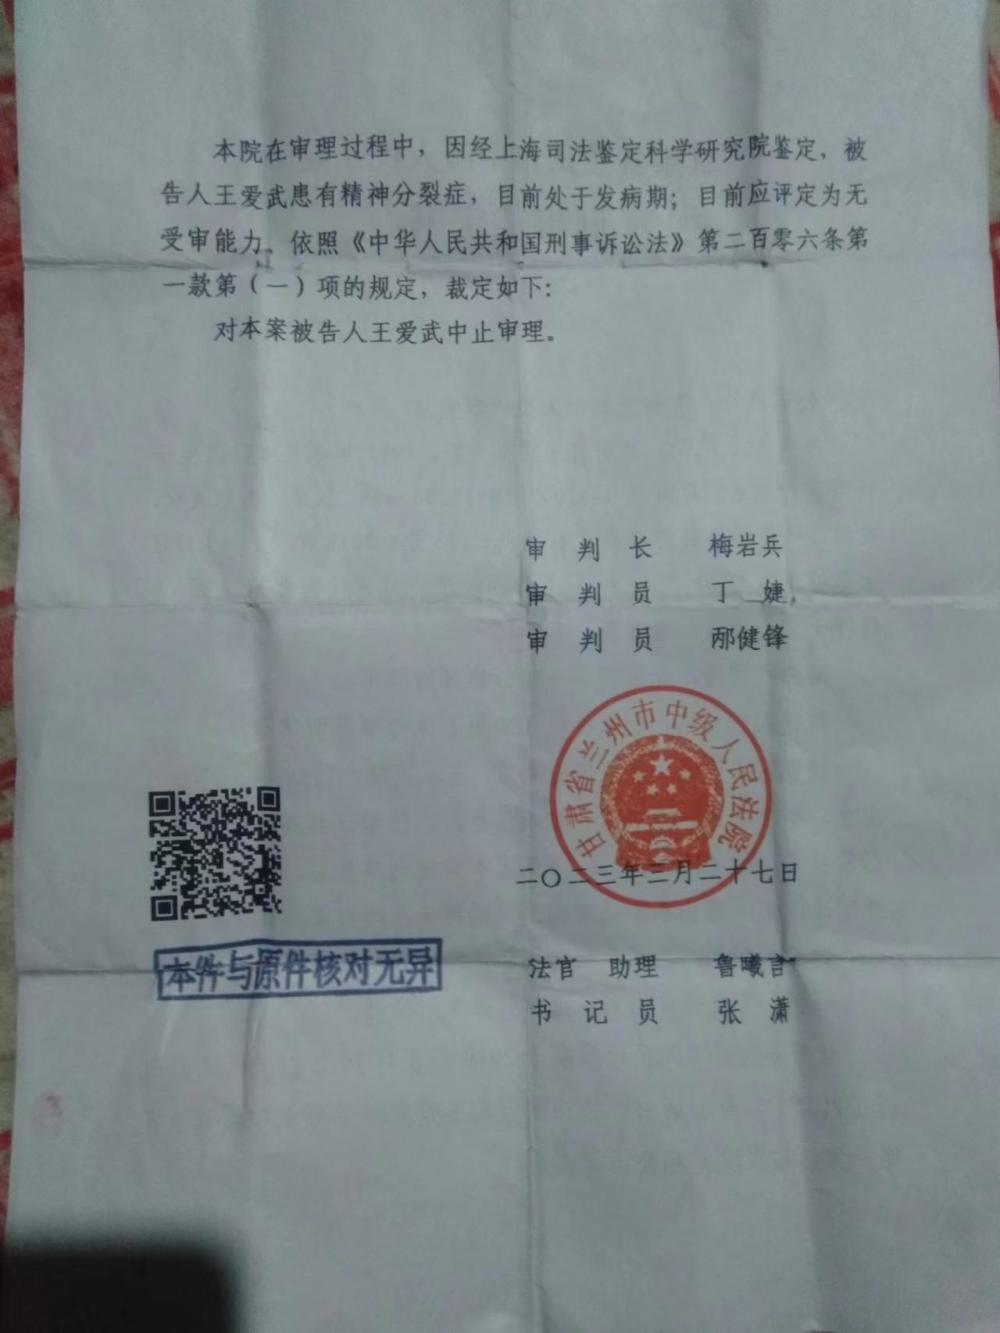 本院在审理过程中，因经上海司法鉴定科学研究院鉴定，被
告人王爱武患有精神分裂症，目前处于发病期；目前应评定为无
受审能力。依照《中华人民共和国刑事诉讼法》第二百零六条第
一款第（一）项的规定，裁定如下：
对本案被告人王爱武中止审理。
审 判 长 梅岩兵
审 判 员 丁 婕
审 判 员 邴健锋
甘肃省兰州市中级人民法院
二〇二三年三月二十七日
本件与原件核对无异
法官 助理 鲁曦言
书 记 员 张 潇